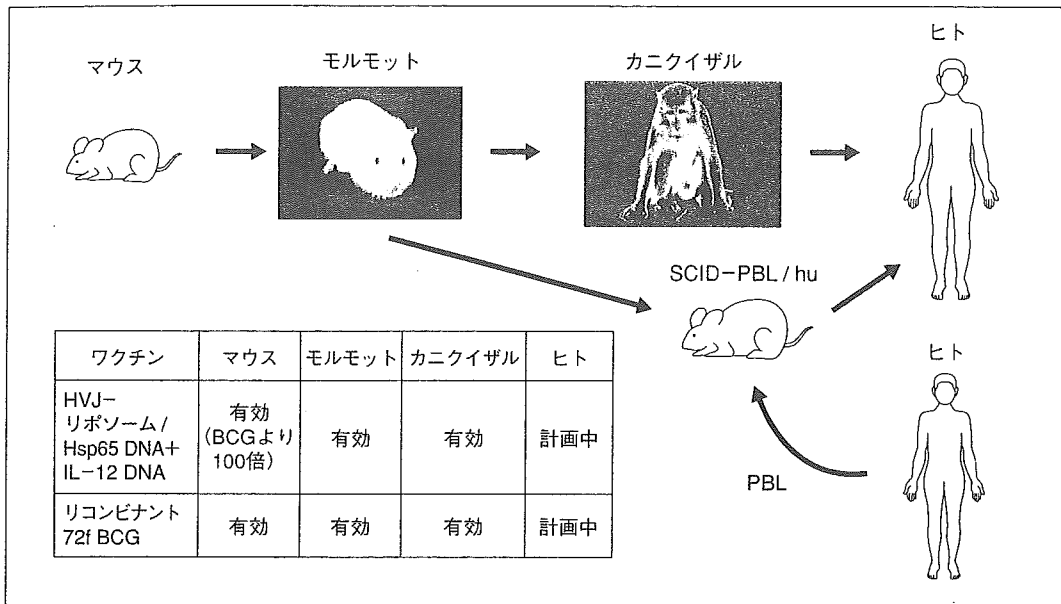 マウス
モルモット
カニクイザル
ヒト
SCID-PBL / hu
ヒト
PBL
ワクチン
マウス
モルモット
カニクイザル
ヒト
HVJ-
リポソーム /
Hsp65 DNA+
IL-12 DNA
有効
(BCGより
100倍)
有効
有効
計画中
リコンビナント
72f BCG
有効
有効
有効
計画中